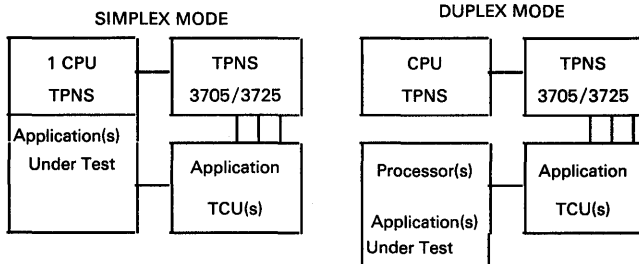 SIMPLEX MODE
1 CPU
TPNS
TPNS
3705/3725
Application(s)
Under Test
Application
TCU(s)
DUPLEX MODE
CPU
TPNS
TPNS
3705/3725
Processor(s)
Application(s)
Under Test
Application
TCU(s)